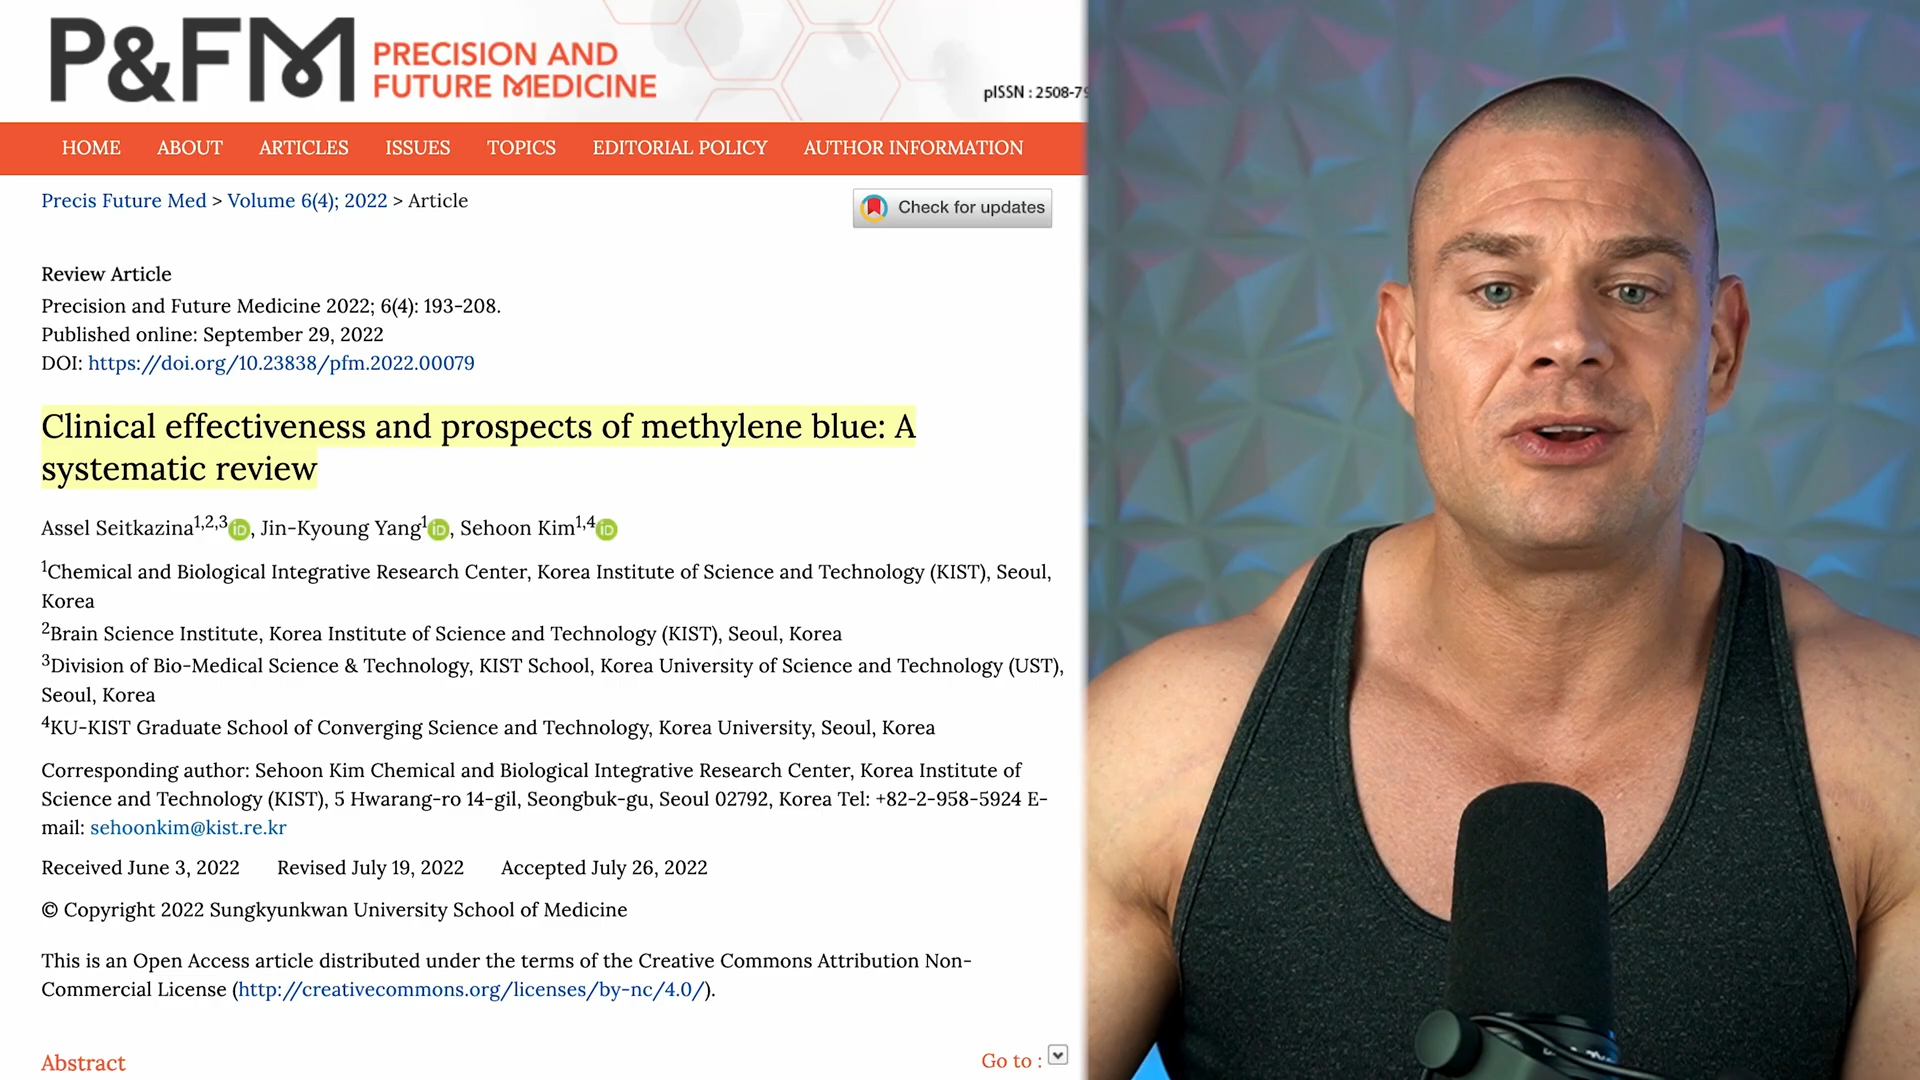 P&FM PRECISION AND
FUTURE MEDICINE
pISSN : 2508-79
HOME ABOUT ARTICLES ISSUES TOPICS EDITORIAL POLICY AUTHOR INFORMATION
Precis Future Med > Volume 6(4); 2022 > Article
Check for updates
Review Article
Precision and Future Medicine 2022; 6(4): 193-208.
Published online: September 29, 2022
DOI: https://doi.org/10.23838/pfm.2022.00079
Clinical effectiveness and prospects of methylene blue: A
systematic review
Assel Seitkazina1,2,3 iD, Jin-Kyoung Yang1 iD, Sehoon Kim1,4 iD
1Chemical and Biological Integrative Research Center, Korea Institute of Science and Technology (KIST), Seoul,
Korea
2Brain Science Institute, Korea Institute of Science and Technology (KIST), Seoul, Korea
3Division of Bio-Medical Science & Technology, KIST School, Korea University of Science and Technology (UST),
Seoul, Korea
4KU-KIST Graduate School of Converging Science and Technology, Korea University, Seoul, Korea
Corresponding author: Sehoon Kim Chemical and Biological Integrative Research Center, Korea Institute of
Science and Technology (KIST), 5 Hwarang-ro 14-gil, Seongbuk-gu, Seoul 02792, Korea Tel: +82-2-958-5924 E-
mail: sehoonkim@kist.re.kr
Received June 3, 2022 Revised July 19, 2022 Accepted July 26, 2022
© Copyright 2022 Sungkyunkwan University School of Medicine
This is an Open Access article distributed under the terms of the Creative Commons Attribution Non-
Commercial License (http://creativecommons.org/licenses/by-nc/4.0/).
Abstract
Go to :